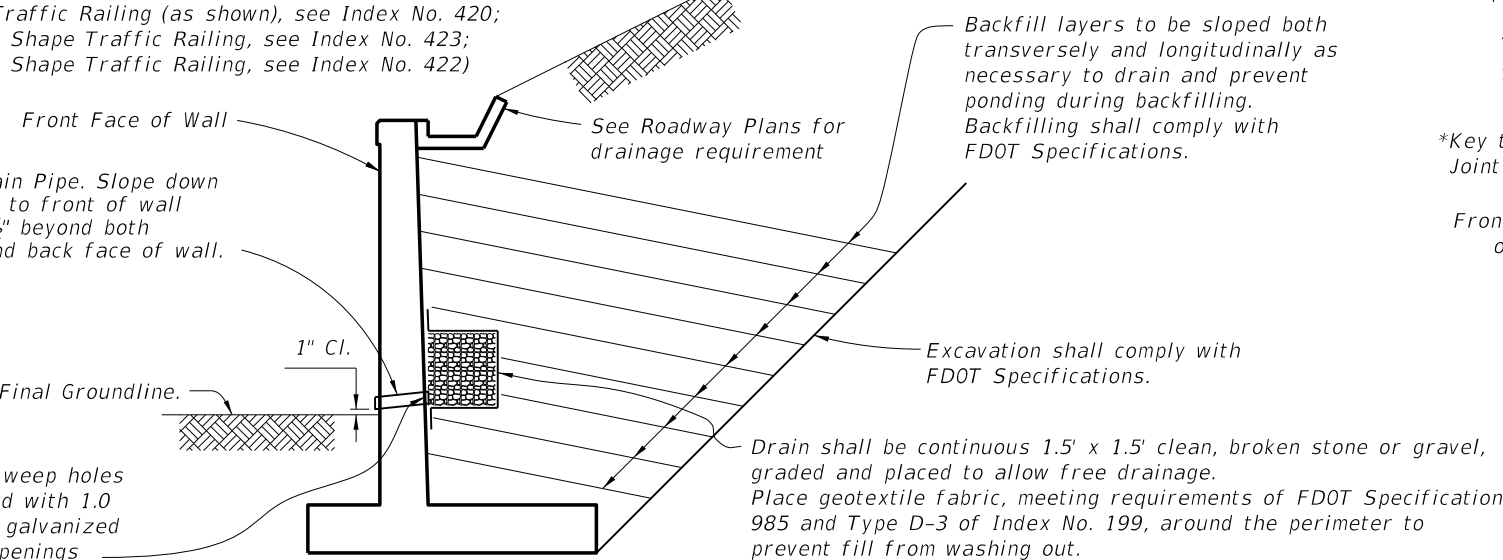 Traffic Railing (as shown), see Index No. 420;
Shape Traffic Railing, see Index No. 423;
Shape Traffic Railing, see Index No. 422)
Front Face of Wall
Pipe. Slope down
to front of wall
" beyond both
back face of wall.
1" Cl.
Final Groundline.
weep holes
with 1.0
galvanized
See Roadway Plans for
drainage requirement
Backfill layers to be sloped both
transversely and longitudinally as
necessary to drain and prevent
ponding during backfilling.
Backfilling shall comply with
FDOT Specifications.
Excavation shall comply with
FDOT Specifications.
Drain shall be continuous 1.5' x 1.5' clean, broken stone or gravel,
graded and placed to allow free drainage.
Place geotextile fabric, meeting requirements of FDOT Specification
985 and Type D-3 of Index No. 199, around the perimeter to
prevent fill from washing out.
*Key
Joint